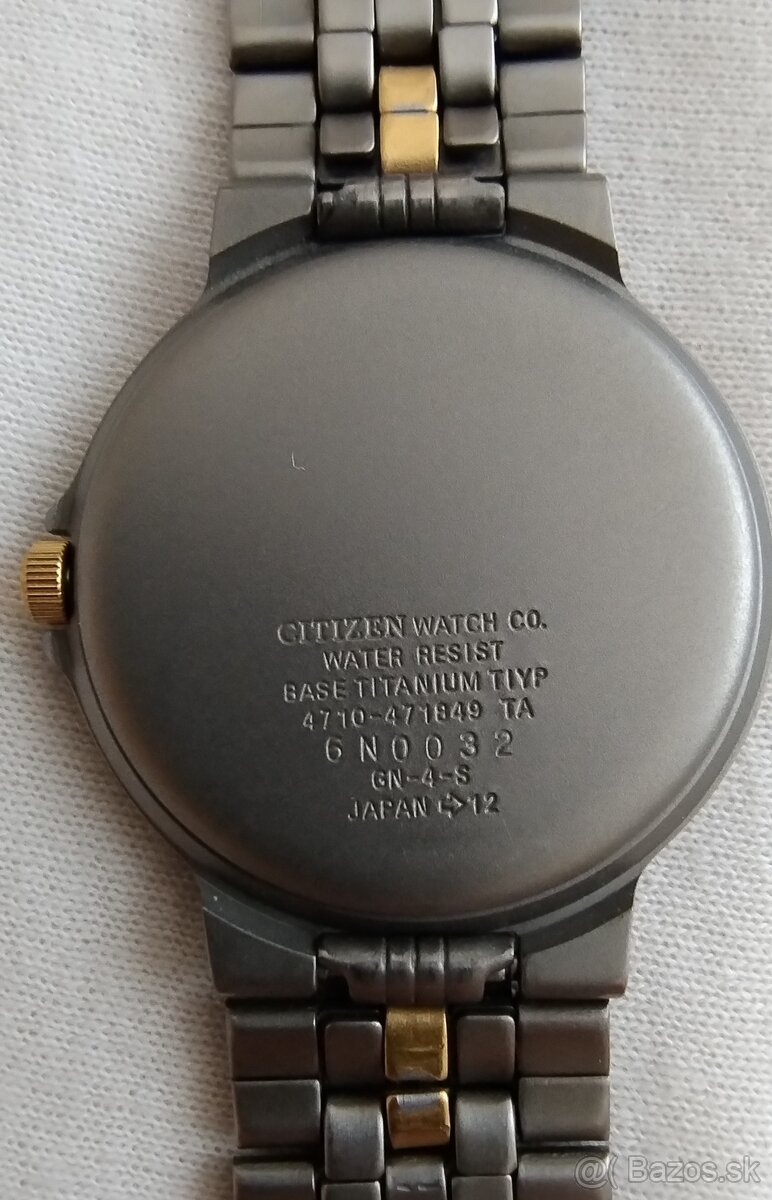 CITIZEN WATCH CO.
WATER RESIST
BASE TITANIUM TIYP
4710-471849 TA
6N0032
GN-4-S
JAPAN ➩12
@( Bazos.sk